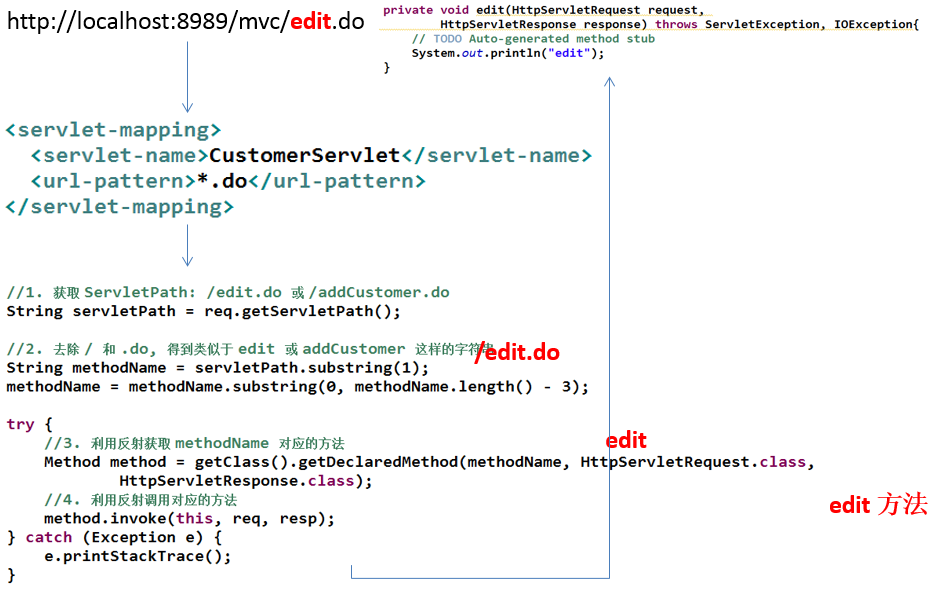 http://localhost:8989/mvc/edit.do
private void edit(HttpServletRequest request,
HttpServletResponse response) throws ServletException, IOException{
// TODO Auto-generated method stub
System.out.println("edit");
}
<servlet-mapping>
<servlet-name>CustomerServlet</servlet-name>
<url-pattern>*.do</url-pattern>
</servlet-mapping>
//1. 获取 ServletPath: /edit.do 或 /addCustomer.do
String servletPath = req.getServletPath();
//2. 去除 / 和 .do, 得到类似于 edit 或 addCustomer 这样的字符串
/edit.do
String methodName = servletPath.substring(1);
methodName = methodName.substring(0, methodName.length() - 3);
try {
//3. 利用反射获取 methodName 对应的方法
edit
Method method = getClass().getDeclaredMethod(methodName, HttpServletRequest.class,
HttpServletResponse.class);
//4. 利用反射调用对应的方法
edit 方法
method.invoke(this, req, resp);
} catch (Exception e) {
e.printStackTrace();
}